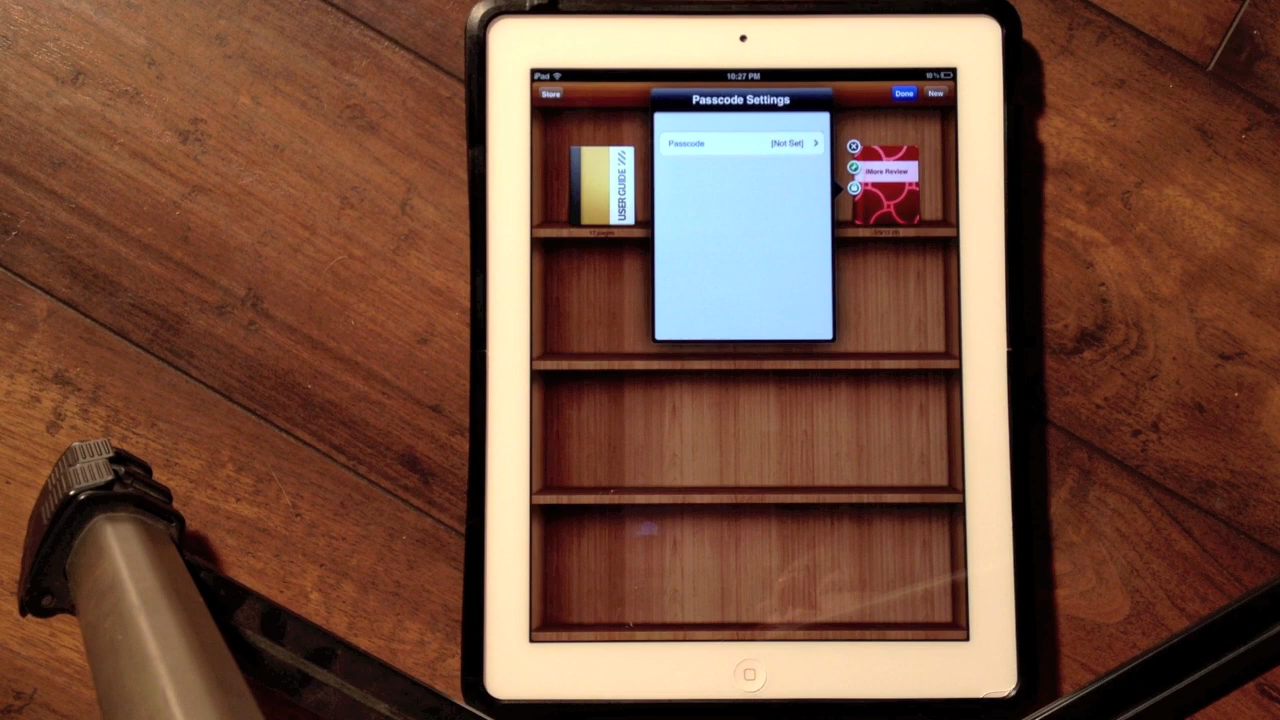 iPad 10:27 PM
Store Passcode Settings Done New
Passcode [Not Set]
USER GUIDE
iMore Review